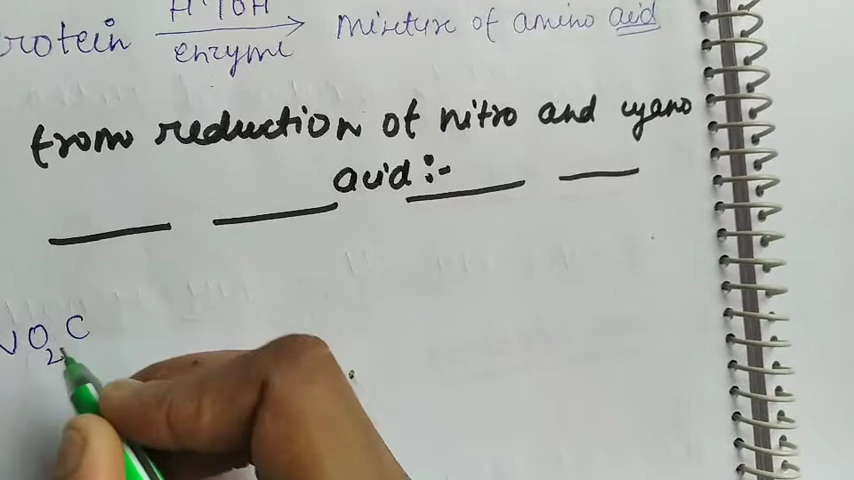 rotein H⁺/OH enzyme → mixture of amino acid
from reduction of nitro and cyano
acid :-
NO2C